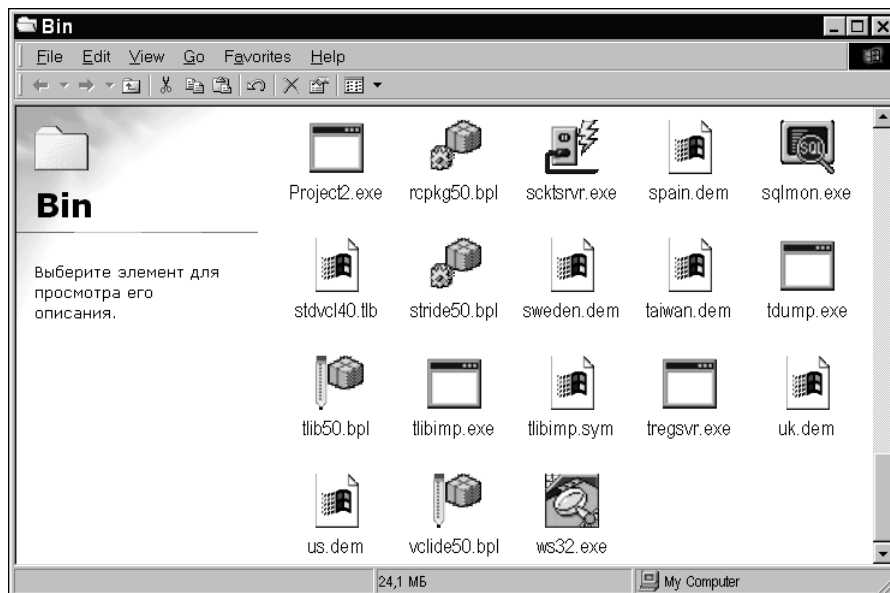 Bin
File Edit View Go Favorites Help
Bin
Выберите элемент для
просмотра его
описания.
Project2.exe rcpkg50.bpl scktsrvr.exe spain.dem sqlmon.exe
SQL
stdvcl40.tlb stride50.bpl sweden.dem taiwan.dem tdump.exe
tlib50.bpl tlibimp.exe tlibimp.sym tregsvr.exe uk.dem
us.dem vclide50.bpl ws32.exe
24,1 МБ My Computer